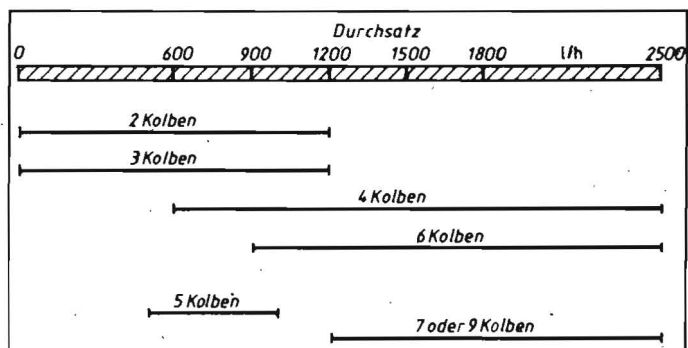 Durchsatz
0 600 900 1200 1500 1800 l/h 2500
2 Kolben
3 Kolben
4 Kolben
6 Kolben
5 Kolben
7 oder 9 Kolben